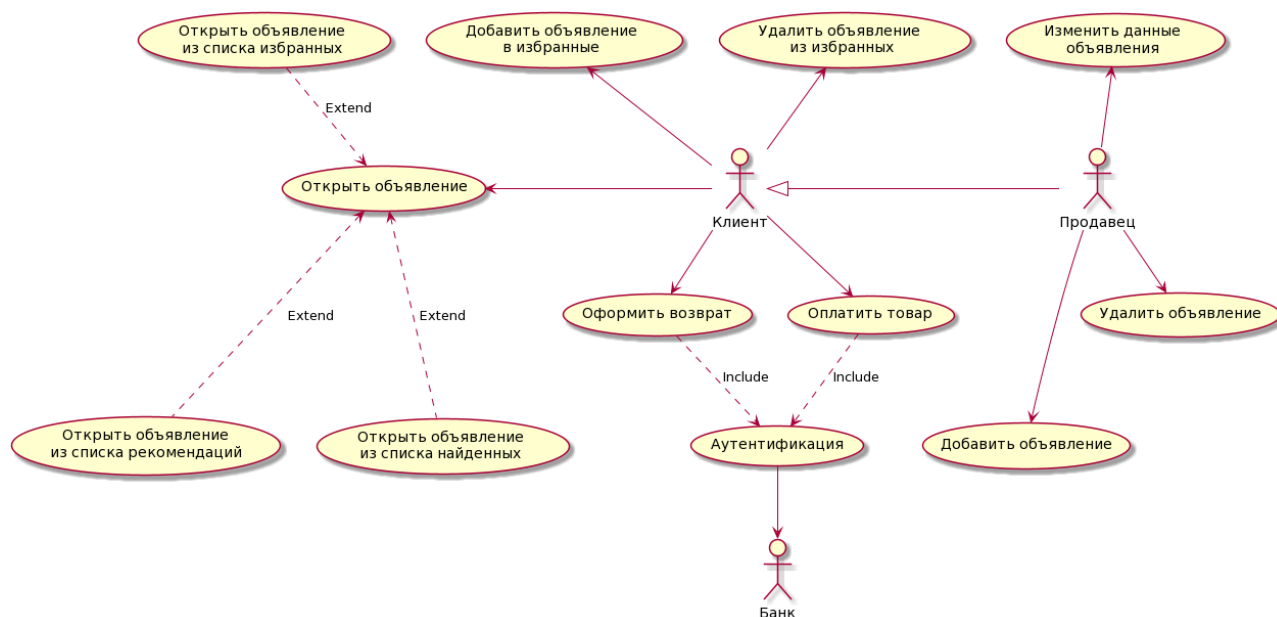 Открыть объявление
из списка избранных
Добавить объявление
в избранные
Удалить объявление
из избранных
Изменить данные
объявления
Extend
Открыть объявление
Клиент
Продавец
Extend
Extend
Оформить возврат
Оплатить товар
Удалить объявление
Include
Include
Открыть объявление
из списка рекомендаций
Открыть объявление
из списка найденных
Аутентификация
Добавить объявление
Банк